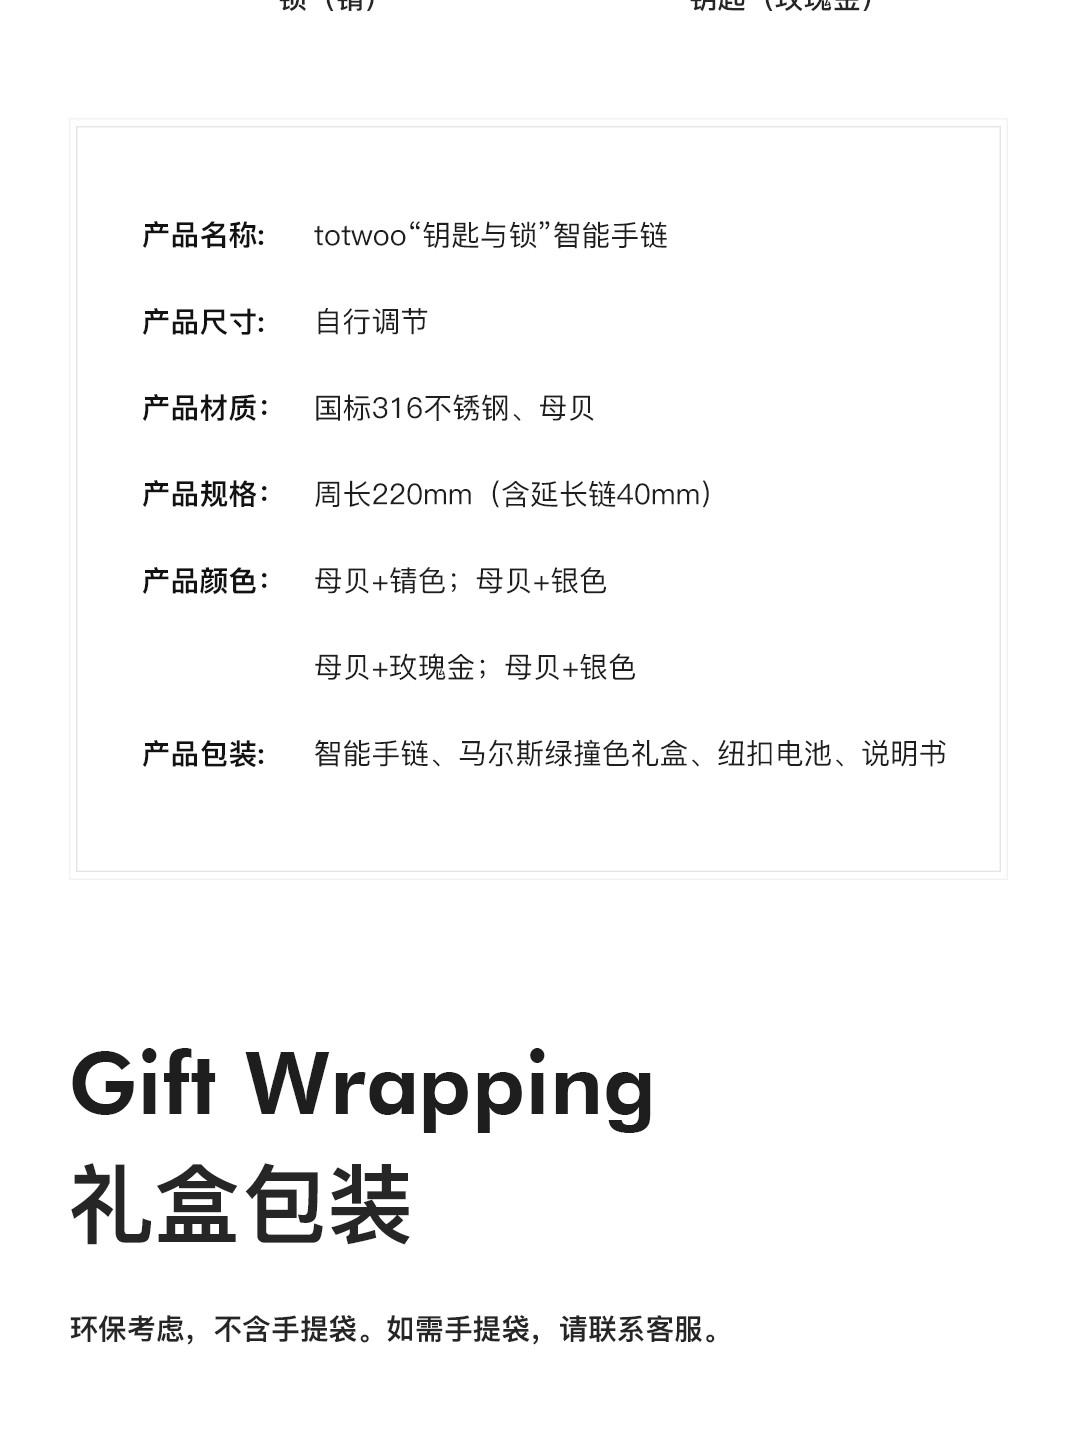 锁（锖）
钥匙（玫瑰金）
产品名称: totwoo“钥匙与锁”智能手链
产品尺寸: 自行调节
产品材质： 国标316不锈钢、母贝
产品规格： 周长220mm（含延长链40mm）
产品颜色： 母贝+锖色；母贝+银色
母贝+玫瑰金；母贝+银色
产品包装: 智能手链、马尔斯绿撞色礼盒、纽扣电池、说明书
Gift Wrapping
礼盒包装
环保考虑，不含手提袋。如需手提袋，请联系客服。